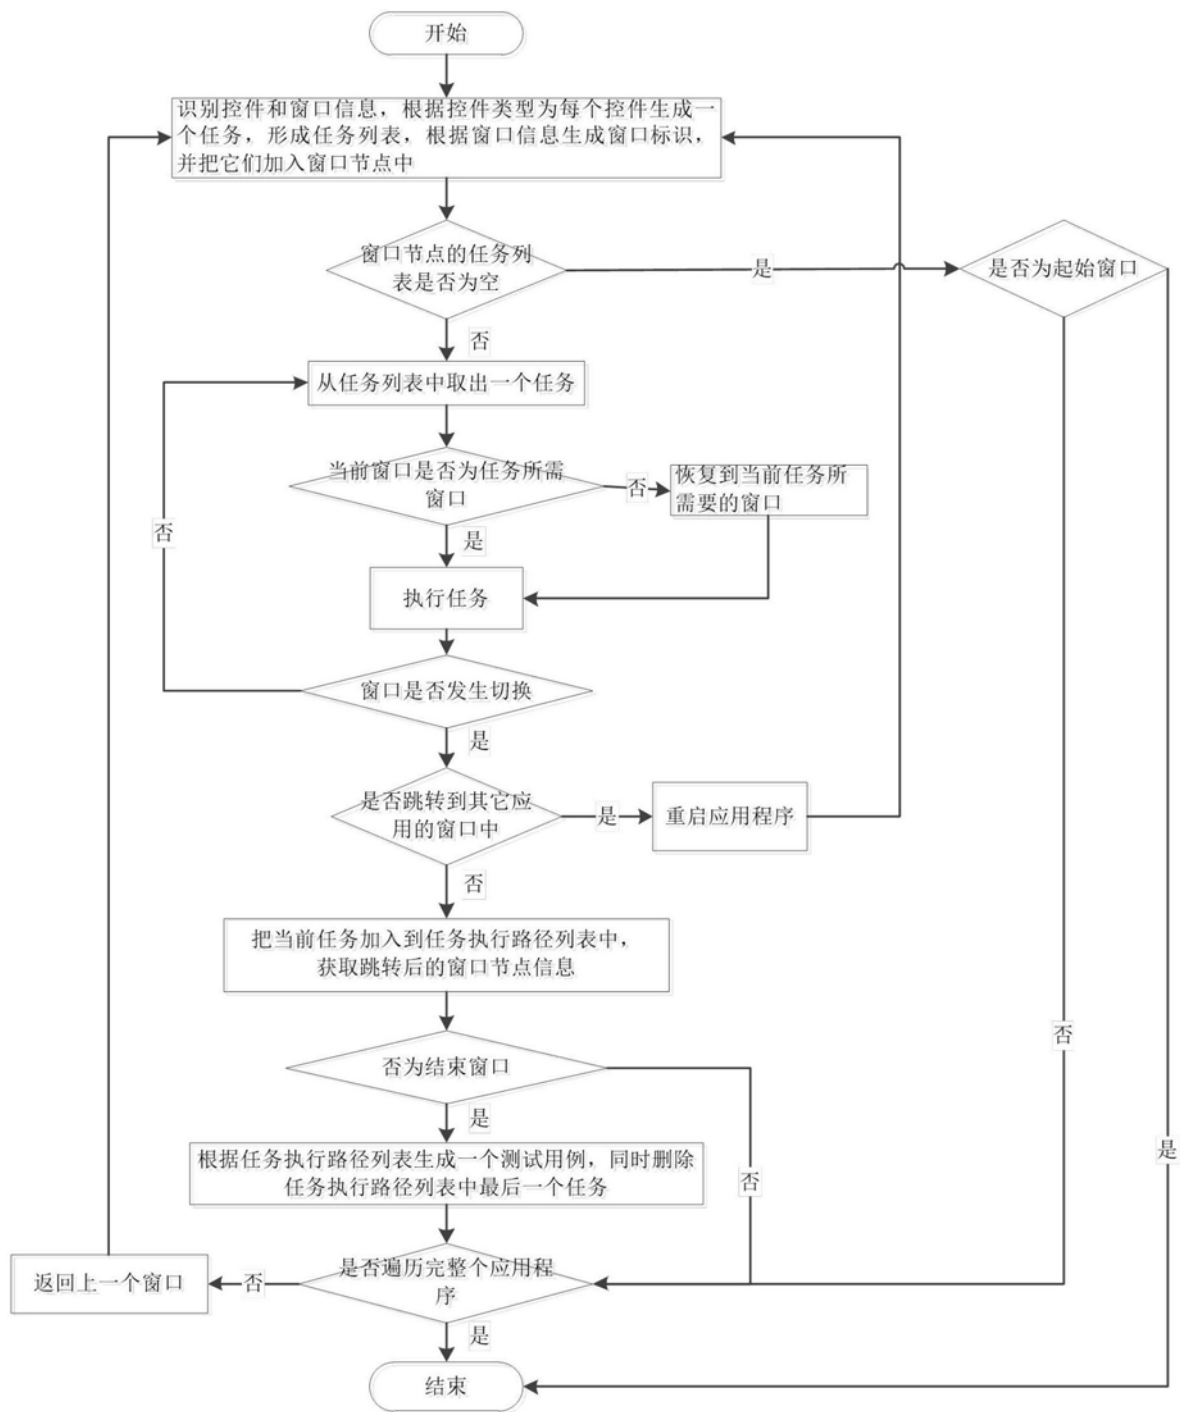 开始
识别控件和窗口信息，根据控件类型为每个控件生成一
个任务，形成任务列表，根据窗口信息生成窗口标识，
并把它们加入窗口节点中
窗口节点的任务列
表是否为空
是
是否为起始窗口
否
从任务列表中取出一个任务
当前窗口是否为任务所需
窗口
否
恢复到当前任务所
需要的窗口
否
是
执行任务
窗口是否发生切换
是
是否跳转到其它应
用的窗口中
是
重启应用程序
否
把当前任务加入到任务执行路径列表中，
获取跳转后的窗口节点信息
否
否为结束窗口
是
是
根据任务执行路径列表生成一个测试用例，同时删除
任务执行路径列表中最后一个任务
否
是否遍历完整个应用程
序
否
返回上一个窗口
是
结束